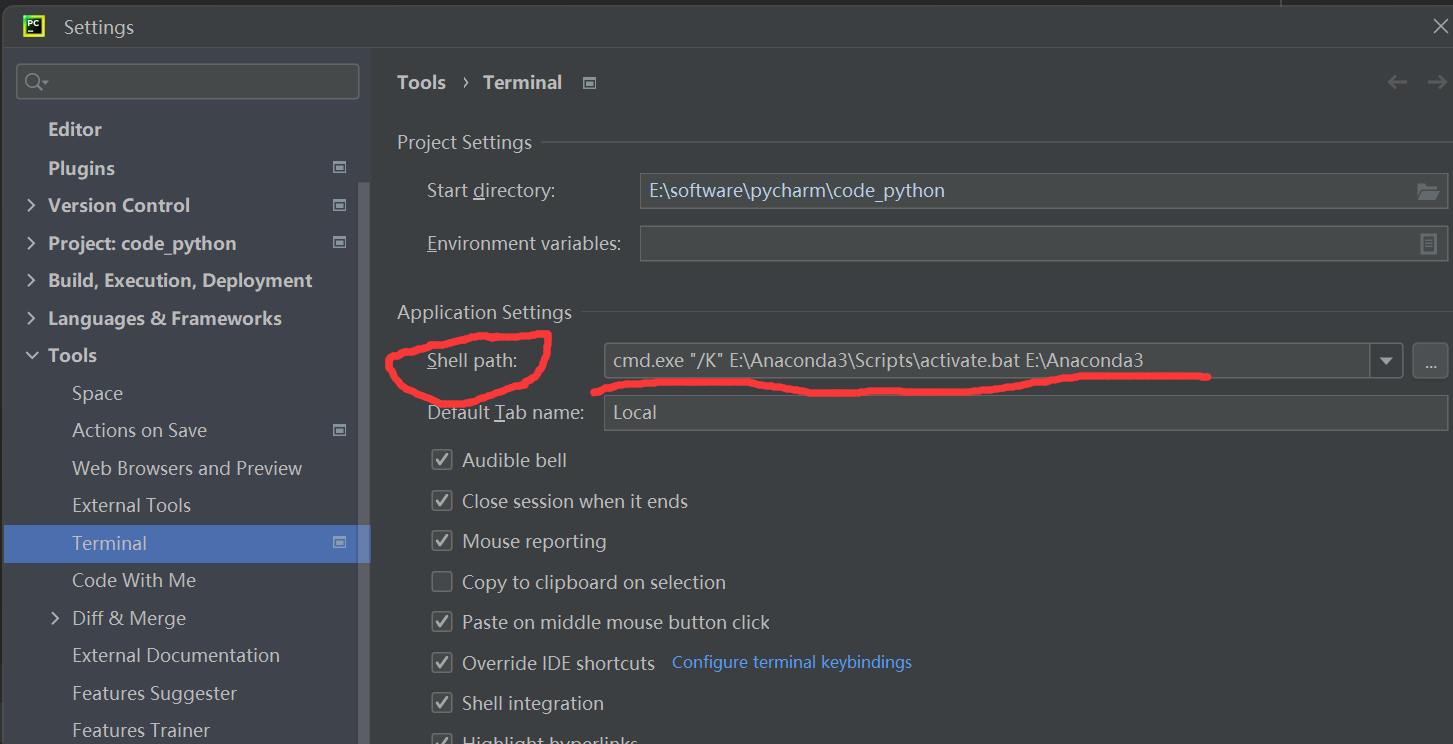 PC
Settings
Editor
Plugins
Version Control
Project: code_python
Build, Execution, Deployment
Languages & Frameworks
Tools
Space
Actions on Save
Web Browsers and Preview
External Tools
Terminal
Code With Me
Diff & Merge
External Documentation
Features Suggester
Features Trainer
Tools › Terminal
Project Settings
Start directory: E:\software\pycharm\code_python
Environment variables:
Application Settings
Shell path: cmd.exe "/K" E:\Anaconda3\Scripts\activate.bat E:\Anaconda3 ...
Default Tab name: Local
Audible bell
Close session when it ends
Mouse reporting
Copy to clipboard on selection
Paste on middle mouse button click
Override IDE shortcuts Configure terminal keybindings
Shell integration
Highlight hyperlinks